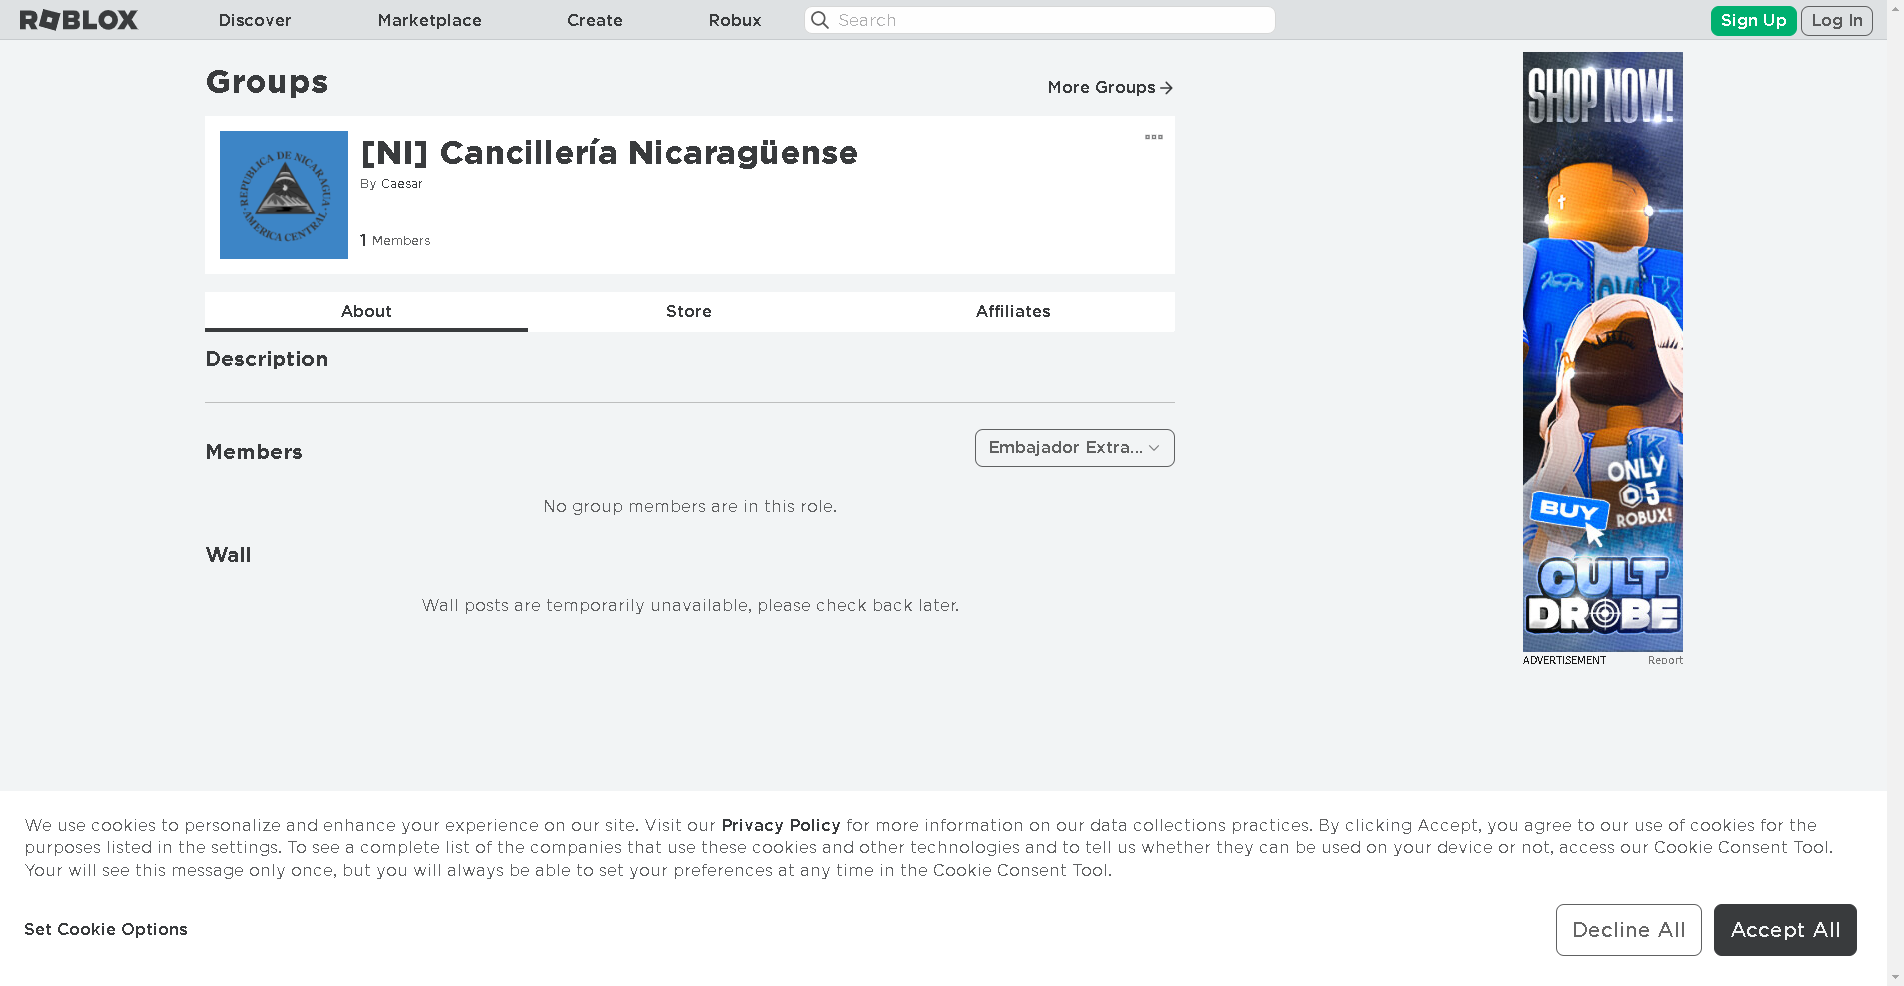 ROBLOX
Discover
Marketplace
Create
Robux
Search
Sign Up
Log In
Groups
More Groups
REPUBLICA DE NICARAGUA
AMERICA CENTRAL
[NI] Cancillería Nicaragüense
By Caesar
1 Members
About
Store
Affiliates
Description
Members
Embajador Extra...
No group members are in this role.
Wall
Wall posts are temporarily unavailable, please check back later.
SHOP NOW!
ONLY
5
ROBUX!
BUY
CULT
DROBE
ADVERTISEMENT
Report
We use cookies to personalize and enhance your experience on our site. Visit our Privacy Policy for more information on our data collections practices. By clicking Accept, you agree to our use of cookies for the
purposes listed in the settings. To see a complete list of the companies that use these cookies and other technologies and to tell us whether they can be used on your device or not, access our Cookie Consent Tool.
Your will see this message only once, but you will always be able to set your preferences at any time in the Cookie Consent Tool.
Set Cookie Options
Decline All
Accept All